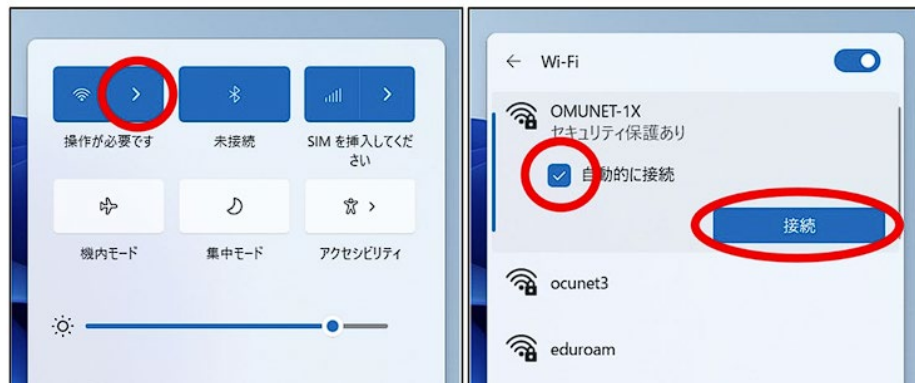 操作が必要です
未接続
SIM を挿入してくだ
さい
機内モード
集中モード
アクセシビリティ
Wi-Fi
OMUNET-1X
セキュリティ保護あり
自動的に接続
接続
ocunet3
eduroam